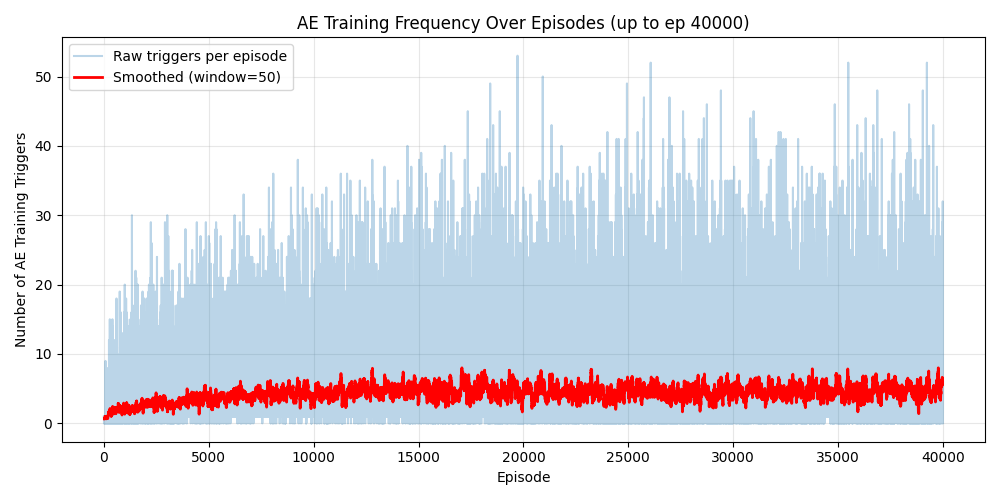 AE Training Frequency Over Episodes (up to ep 40000)
Raw triggers per episode
Smoothed (window=50)
Number of AE Training Triggers
50
40
30
20
10
0
0 5000 10000 15000 20000 25000 30000 35000 40000
Episode